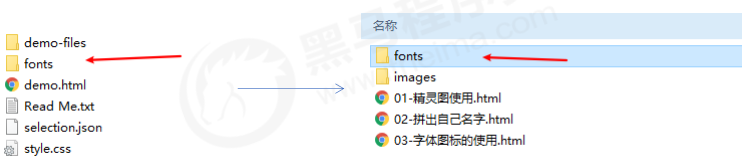 demo-files
fonts
demo.html
Read Me.txt
selection.json
style.css
名称
fonts
images
01-精灵图使用.html
02-拼出自己名字.html
03-字体图标的使用.html